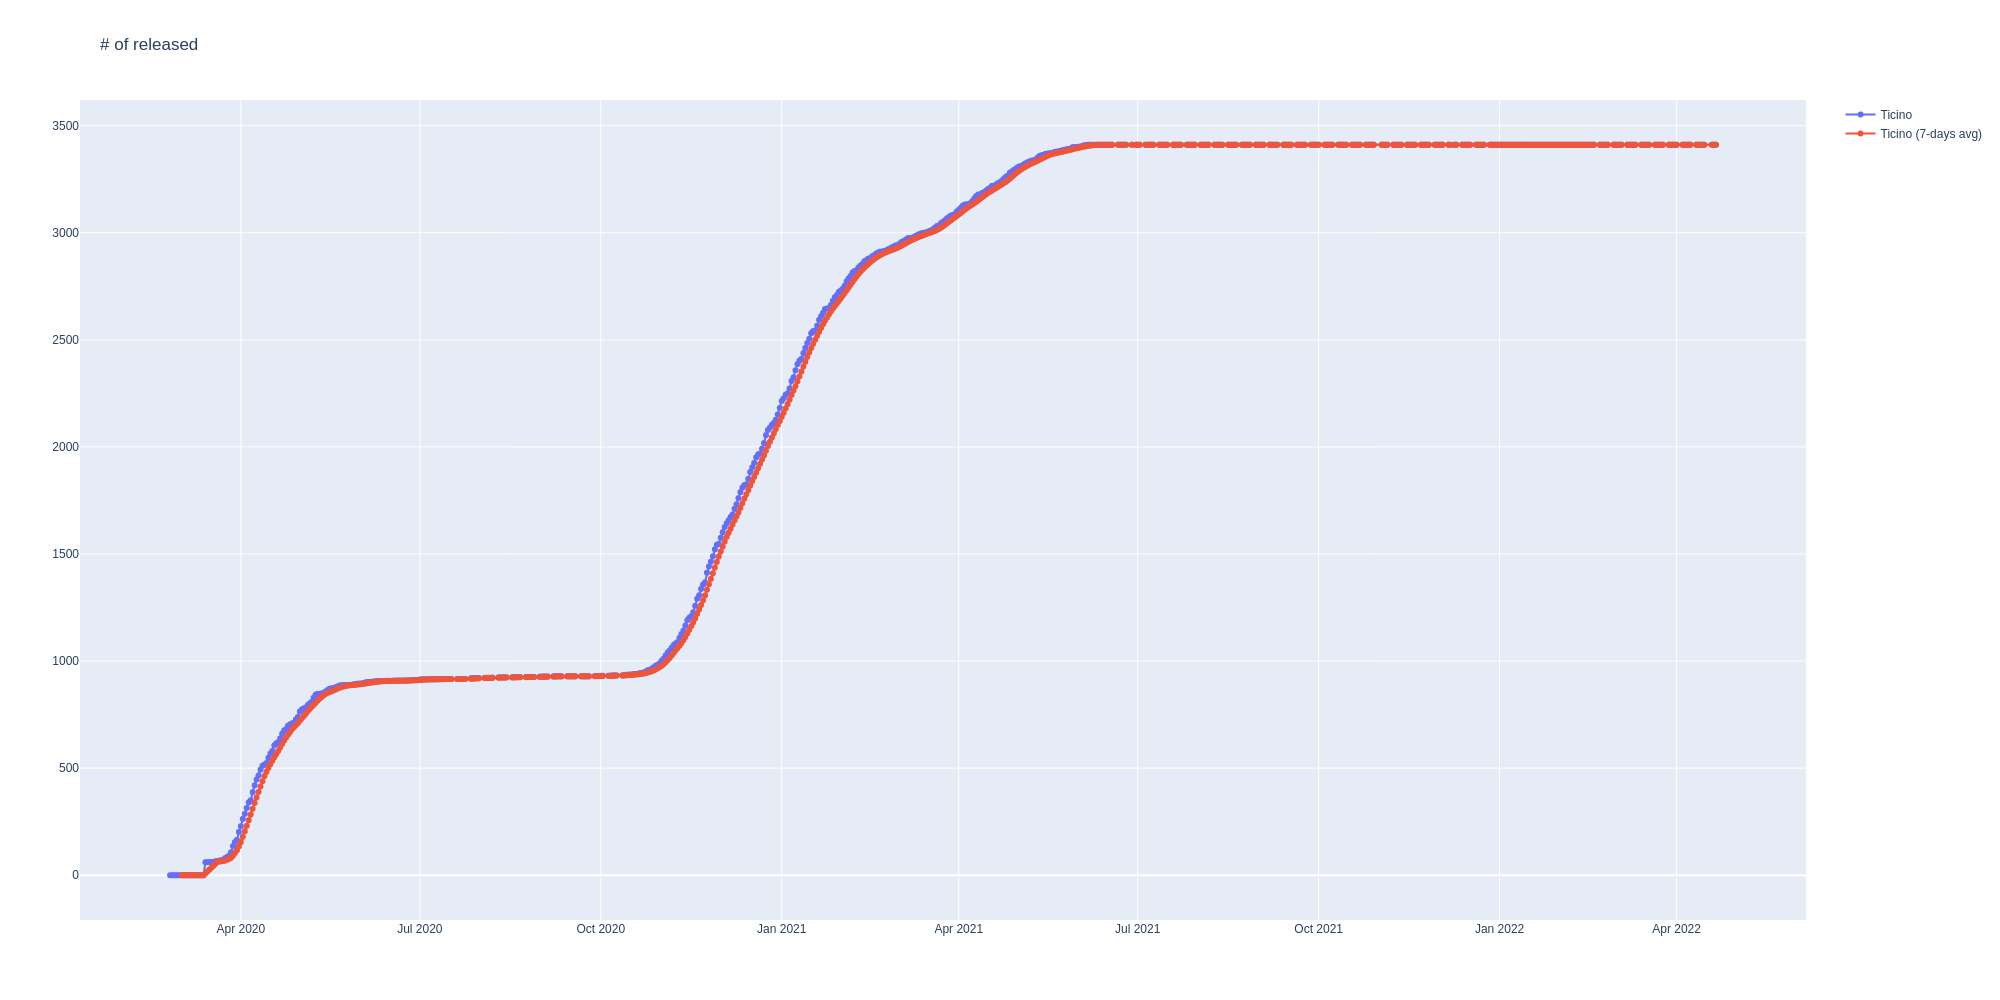 # of released
Ticino
Ticino (7-days avg)
3500
3000
2500
2000
1500
1000
500
0
Apr 2020
Jul 2020
Oct 2020
Jan 2021
Apr 2021
Jul 2021
Oct 2021
Jan 2022
Apr 2022